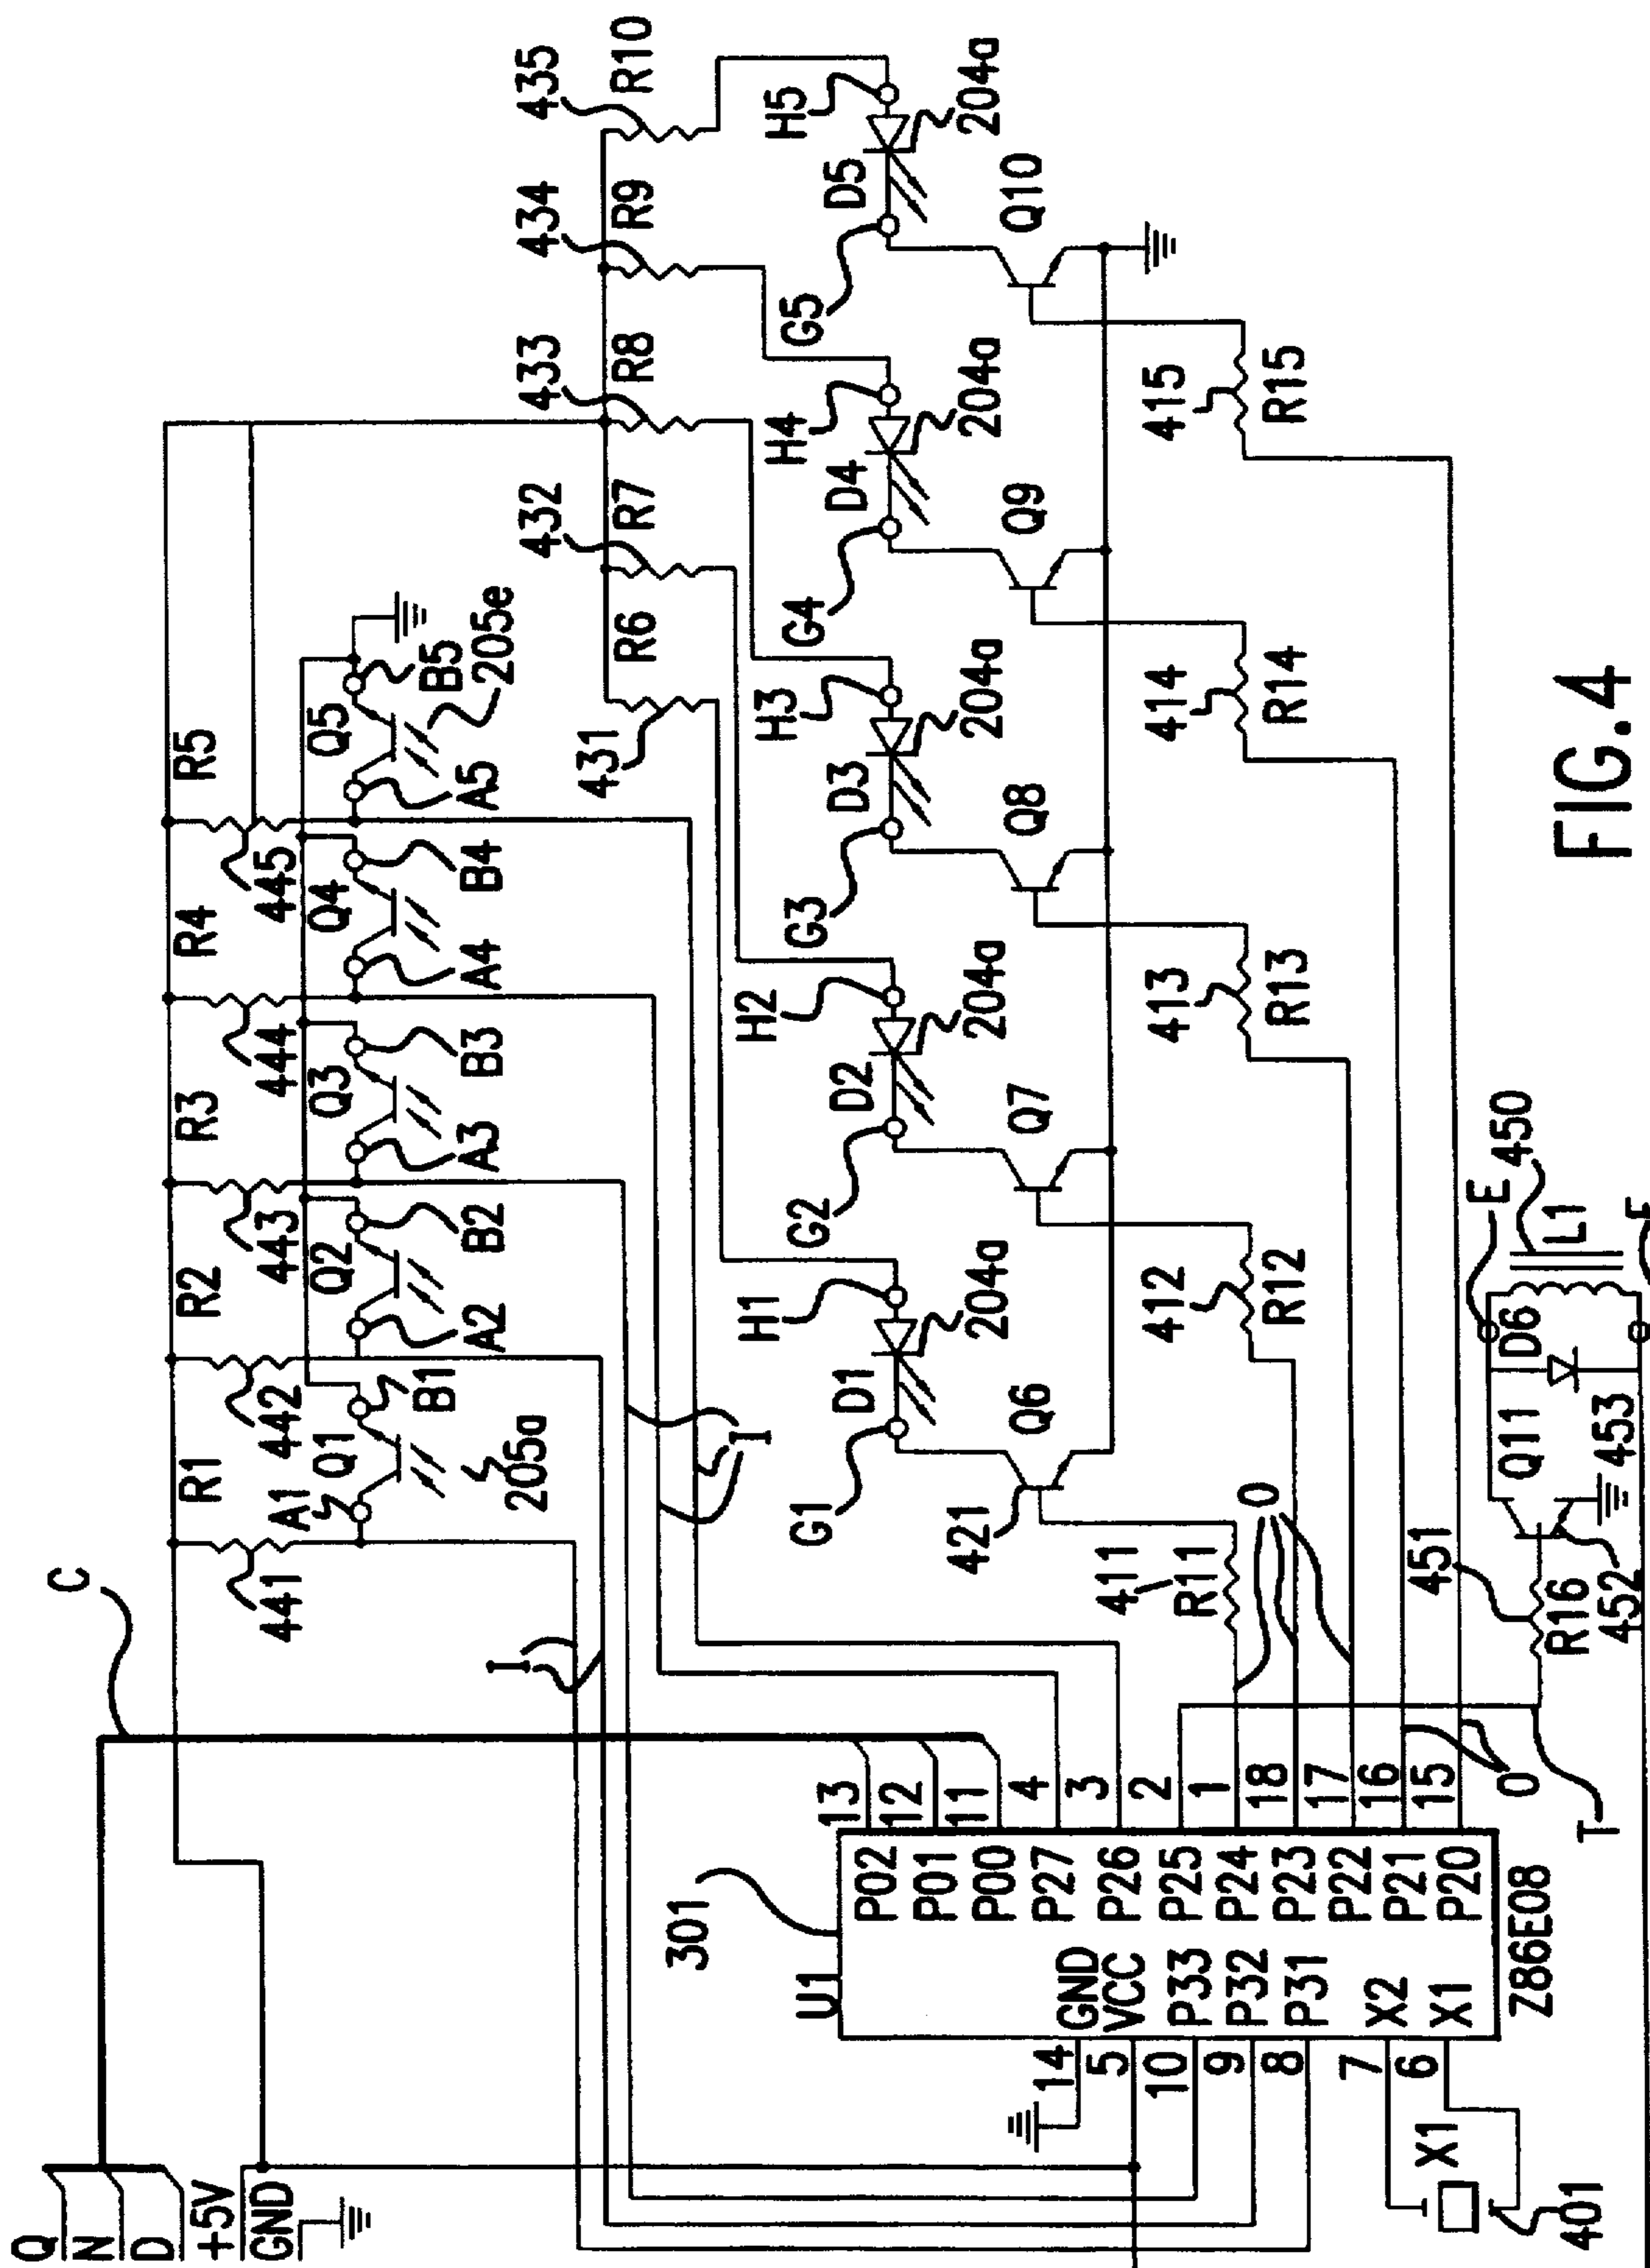 Q
N
D
+5V
GND
C
R1
R2
R3
R4
R5
441
442
443
444
445
A1
Q1
B1
205a
A2
Q2
B2
A3
Q3
B3
A4
Q4
B4
A5
Q5
B5
205e
I
I
431
432
433
434
435
R6
R7
R8
R9
R10
H1
H2
H3
H4
H5
D1
D2
D3
D4
D5
204a
204a
204a
204a
204a
G1
G2
G3
G4
G5
421
Q6
Q7
Q8
Q9
Q10
411
R11
412
R12
413
R13
414
R14
415
R15
O
O
T
301
U1
GND
VCC
P33
P32
P31
X2
X1
P02
P01
P00
P27
P26
P25
P24
P23
P22
P21
P20
14
5
10
9
8
7
6
13
12
11
4
3
2
1
18
17
16
15
Z86E08
X1
401
451
R16
452
Q11
453
D6
E
L1
450
F
FIG.4